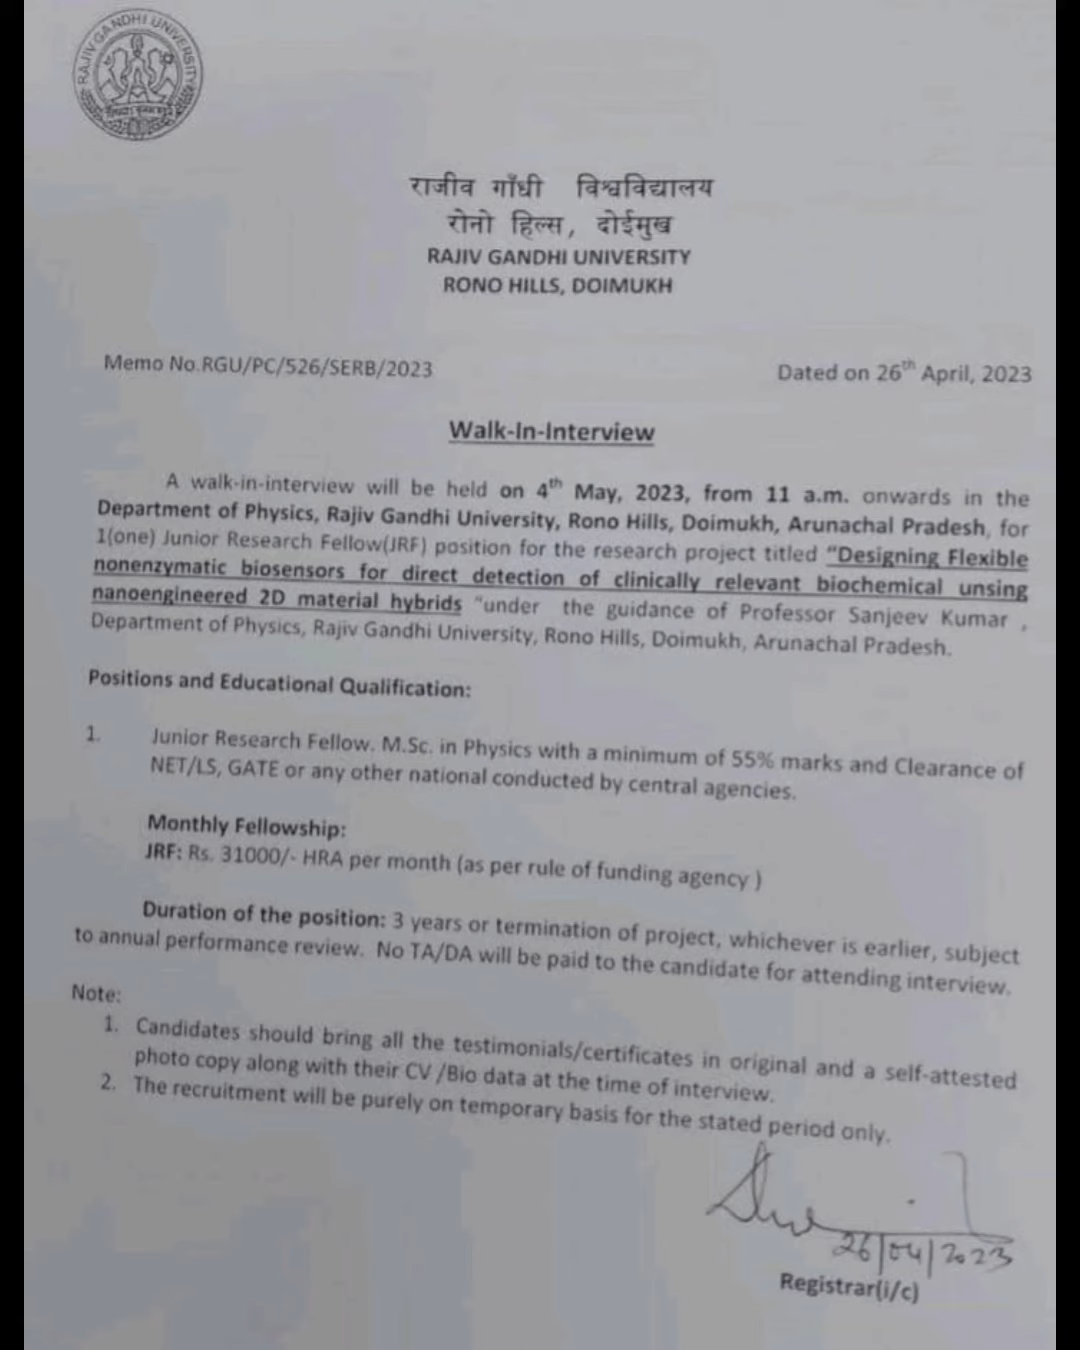 RAJIV GANDHI UNIVERSITY
राजीव गाँधी विश्वविद्यालय
रोनो हिल्स, दोईमुख
RAJIV GANDHI UNIVERSITY
RONO HILLS, DOIMUKH
Memo No.RGU/PC/526/SERB/2023 Dated on 26th April, 2023
Walk-In-Interview
A walk-in-interview will be held on 4th May, 2023, from 11 a.m. onwards in the
Department of Physics, Rajiv Gandhi University, Rono Hills, Doimukh, Arunachal Pradesh, for
1(one) Junior Research Fellow(JRF) position for the research project titled "Designing Flexible
nonenzymatic biosensors for direct detection of clinically relevant biochemical unsing
nanoengineered 2D material hybrids "under the guidance of Professor Sanjeev Kumar ,
Department of Physics, Rajiv Gandhi University, Rono Hills, Doimukh, Arunachal Pradesh.
Positions and Educational Qualification:
1. Junior Research Fellow. M.Sc. in Physics with a minimum of 55% marks and Clearance of
NET/LS, GATE or any other national conducted by central agencies.
Monthly Fellowship:
JRF: Rs. 31000/- HRA per month (as per rule of funding agency )
Duration of the position: 3 years or termination of project, whichever is earlier, subject
to annual performance review. No TA/DA will be paid to the candidate for attending interview.
Note:
1. Candidates should bring all the testimonials/certificates in original and a self-attested
photo copy along with their CV /Bio data at the time of interview.
2. The recruitment will be purely on temporary basis for the stated period only.
26/04/2023
Registrar(i/c)